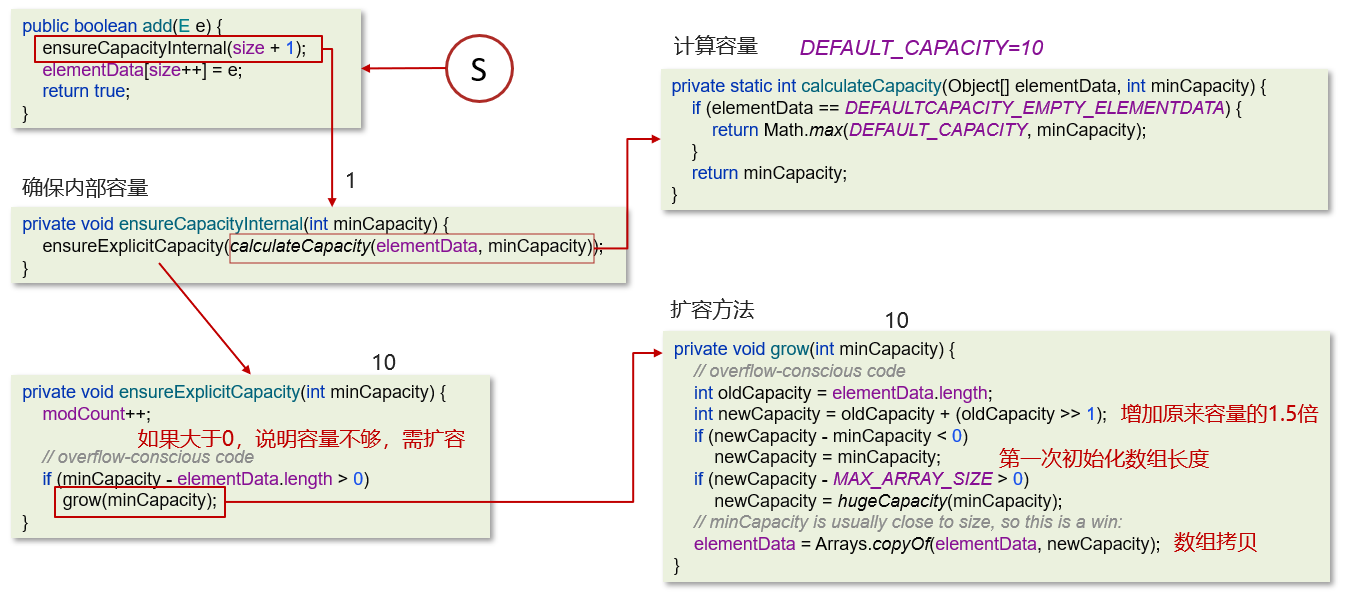 public boolean add(E e) {
ensureCapacityInternal(size + 1);
elementData[size++] = e;
return true;
}
S
计算容量 DEFAULT_CAPACITY=10
private static int calculateCapacity(Object[] elementData, int minCapacity) {
if (elementData == DEFAULTCAPACITY_EMPTY_ELEMENTDATA) {
return Math.max(DEFAULT_CAPACITY, minCapacity);
}
return minCapacity;
}
确保内部容量
1
private void ensureCapacityInternal(int minCapacity) {
ensureExplicitCapacity(calculateCapacity(elementData, minCapacity));
}
10
private void ensureExplicitCapacity(int minCapacity) {
modCount++;
如果大于0，说明容量不够，需扩容
// overflow-conscious code
if (minCapacity - elementData.length > 0)
grow(minCapacity);
}
扩容方法
10
private void grow(int minCapacity) {
// overflow-conscious code
int oldCapacity = elementData.length;
int newCapacity = oldCapacity + (oldCapacity >> 1); 增加原来容量的1.5倍
if (newCapacity - minCapacity < 0)
newCapacity = minCapacity; 第一次初始化数组长度
if (newCapacity - MAX_ARRAY_SIZE > 0)
newCapacity = hugeCapacity(minCapacity);
// minCapacity is usually close to size, so this is a win:
elementData = Arrays.copyOf(elementData, newCapacity); 数组拷贝
}